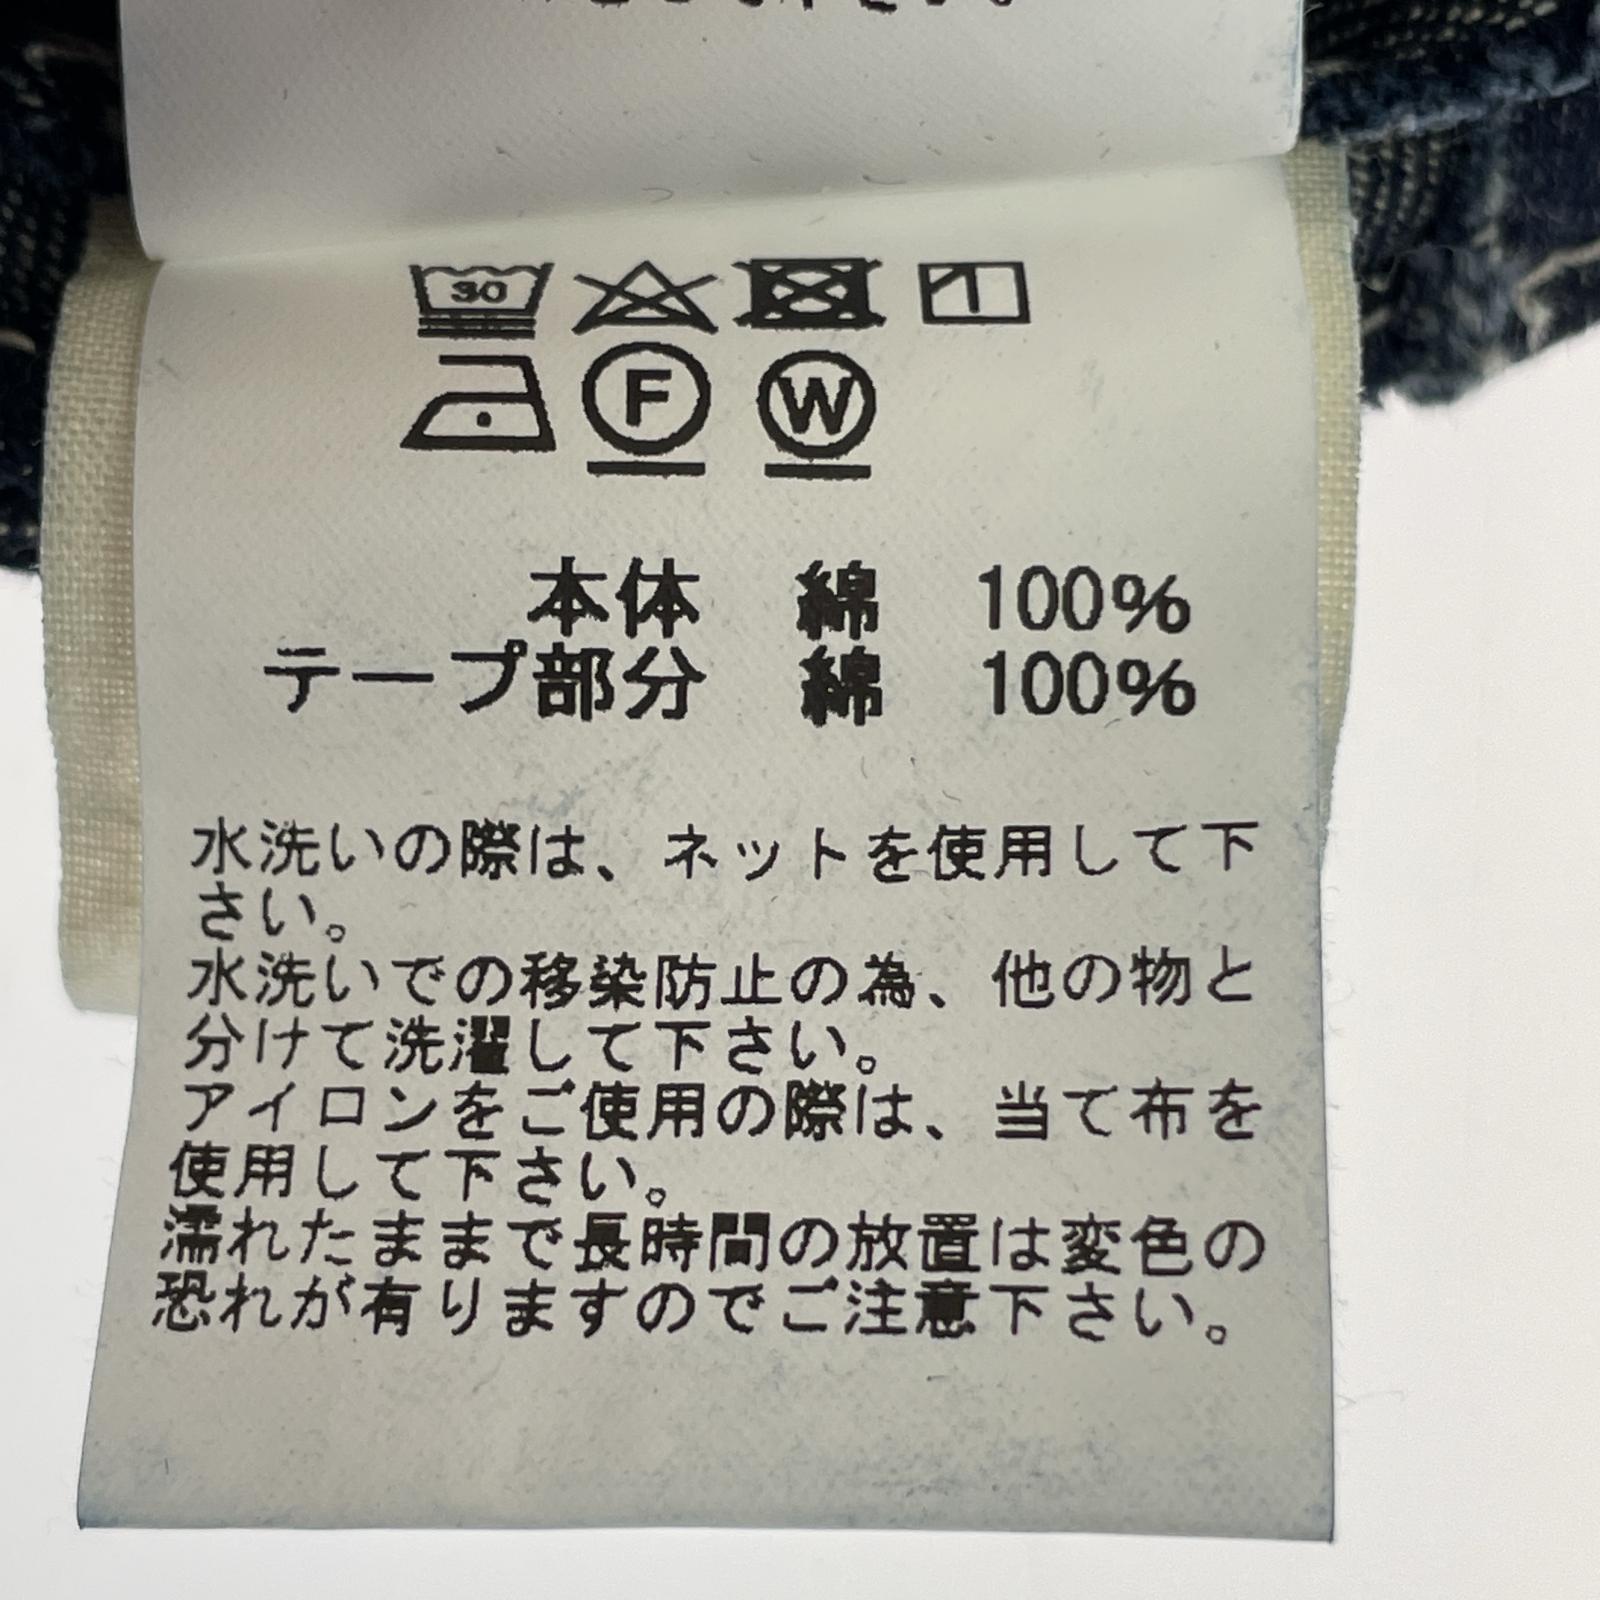 30
F
W
本体 綿 100%
テープ部分 綿 100%
水洗いの際は、ネットを使用して下
さい。
水洗いでの移染防止の為、他の物と
分けて洗濯して下さい。
アイロンをご使用の際は、当て布を
使用して下さい。
濡れたままで長時間の放置は変色の
恐れが有りますのでご注意下さい。